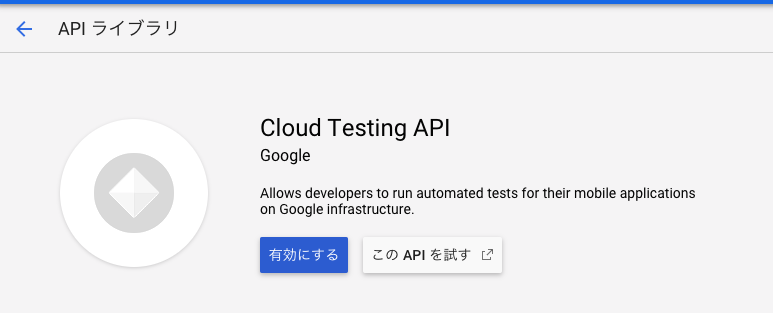 API ライブラリ
Cloud Testing API
Google
Allows developers to run automated tests for their mobile applications
on Google infrastructure.
有効にする
この API を試す